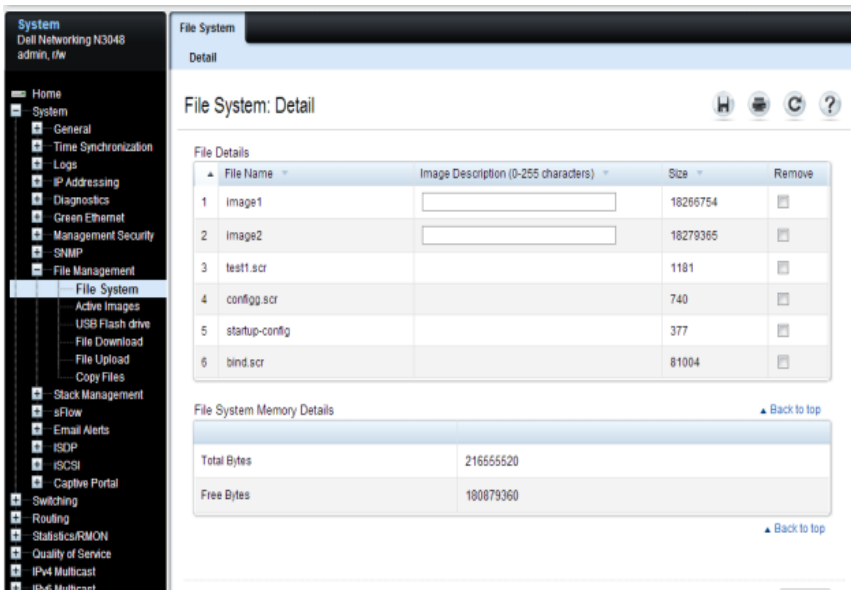 System
Dell Networking N3048
admin, r/w
Home
System
General
Time Synchronization
Logs
IP Addressing
Diagnostics
Green Ethernet
Management Security
SNMP
File Management
File System
Active Images
USB Flash drive
File Download
File Upload
Copy Files
Stack Management
sFlow
Email Alerts
ISDP
iSCSI
Captive Portal
Switching
Routing
Statistics/RMON
Quality of Service
IPv4 Multicast
IPv6 Multicast
File System
Detail
File System: Detail
File Details
File Name Image Description (0-255 characters) Size Remove
1 image1 18266754
2 image2 18279365
3 test1.scr 1181
4 configg.scr 740
5 startup-config 377
6 bind.scr 81004
File System Memory Details
▲ Back to top
Total Bytes 216555520
Free Bytes 180879360
▲ Back to top